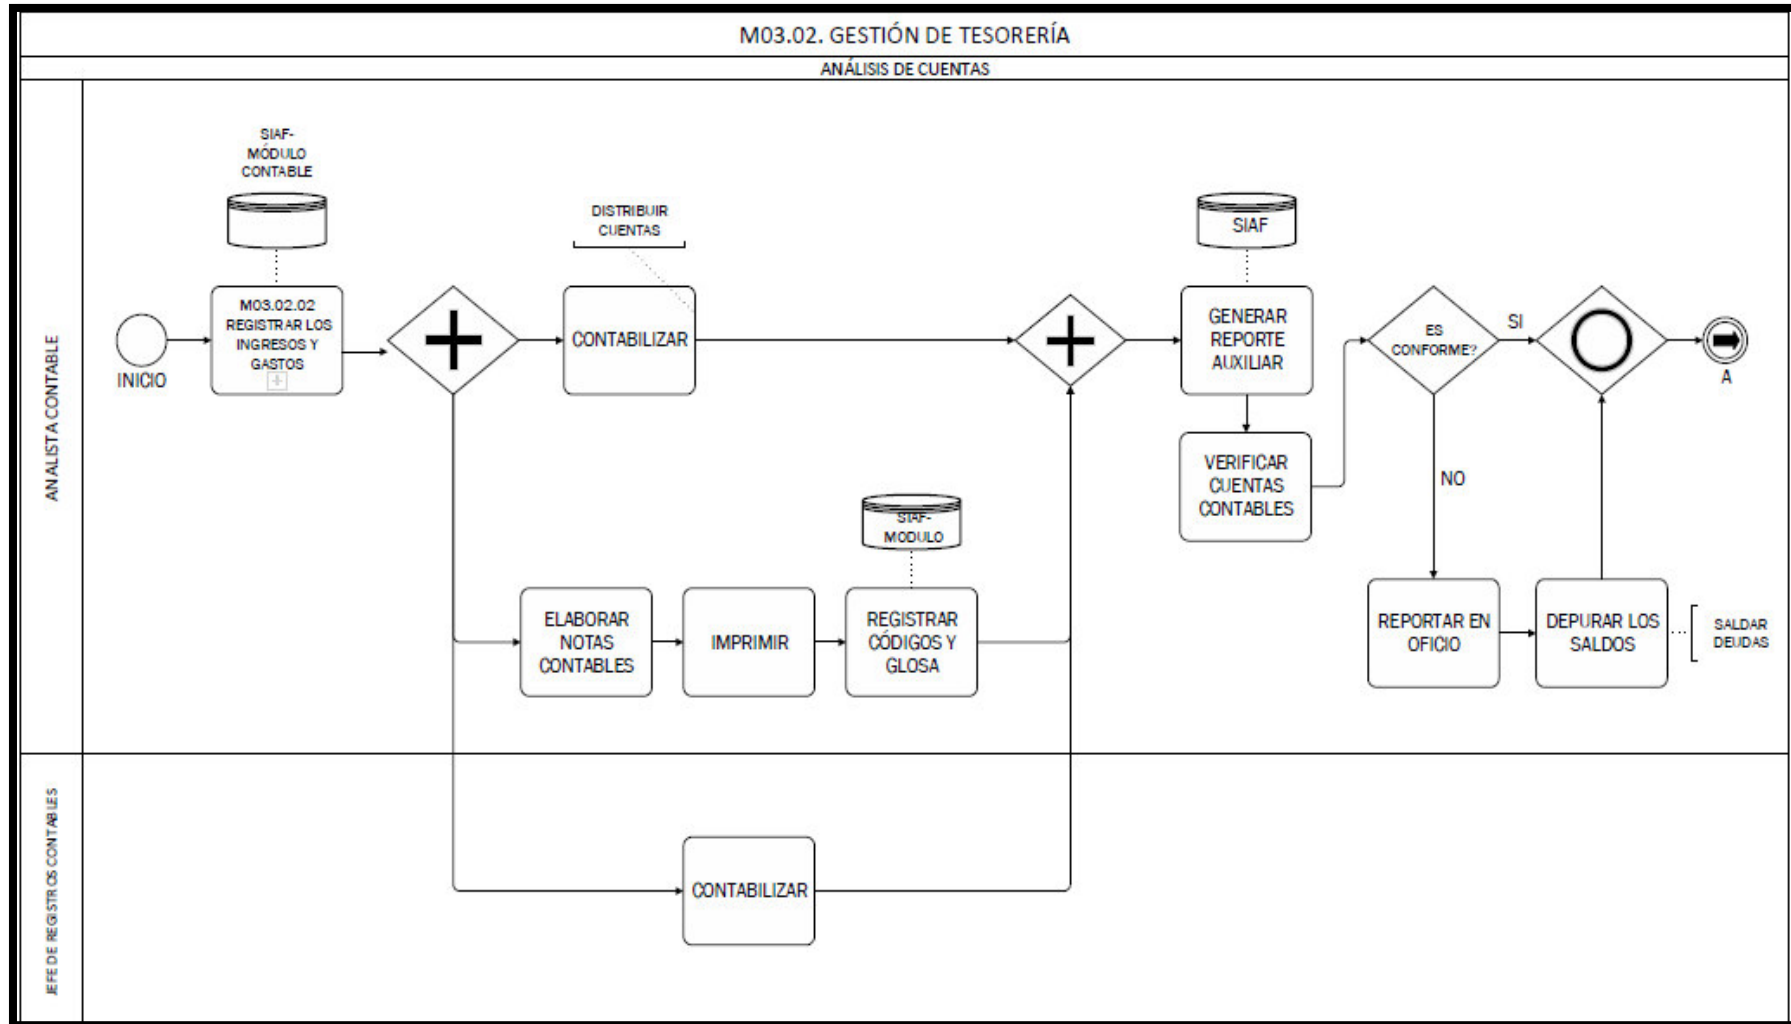 M03.02. GESTIÓN DE TESORERÍA
ANÁLISIS DE CUENTAS
ANALISTA CONTABLE
SIAF-
MÓDULO
CONTABLE
INICIO
M03.02.02
REGISTRAR LOS
INGRESOS Y
GASTOS
DISTRIBUIR
CUENTAS
CONTABILIZAR
ELABORAR
NOTAS
CONTABLES
IMPRIMIR
SIAF-
MODULO
REGISTRAR
CÓDIGOS Y
GLOSA
SIAF
GENERAR
REPORTE
AUXILIAR
VERIFICAR
CUENTAS
CONTABLES
ES
CONFORME?
SI
NO
A
REPORTAR EN
OFICIO
DEPURAR LOS
SALDOS
SALDAR
DEUDAS
JEFE DE REGISTROS CONTABLES
CONTABILIZAR